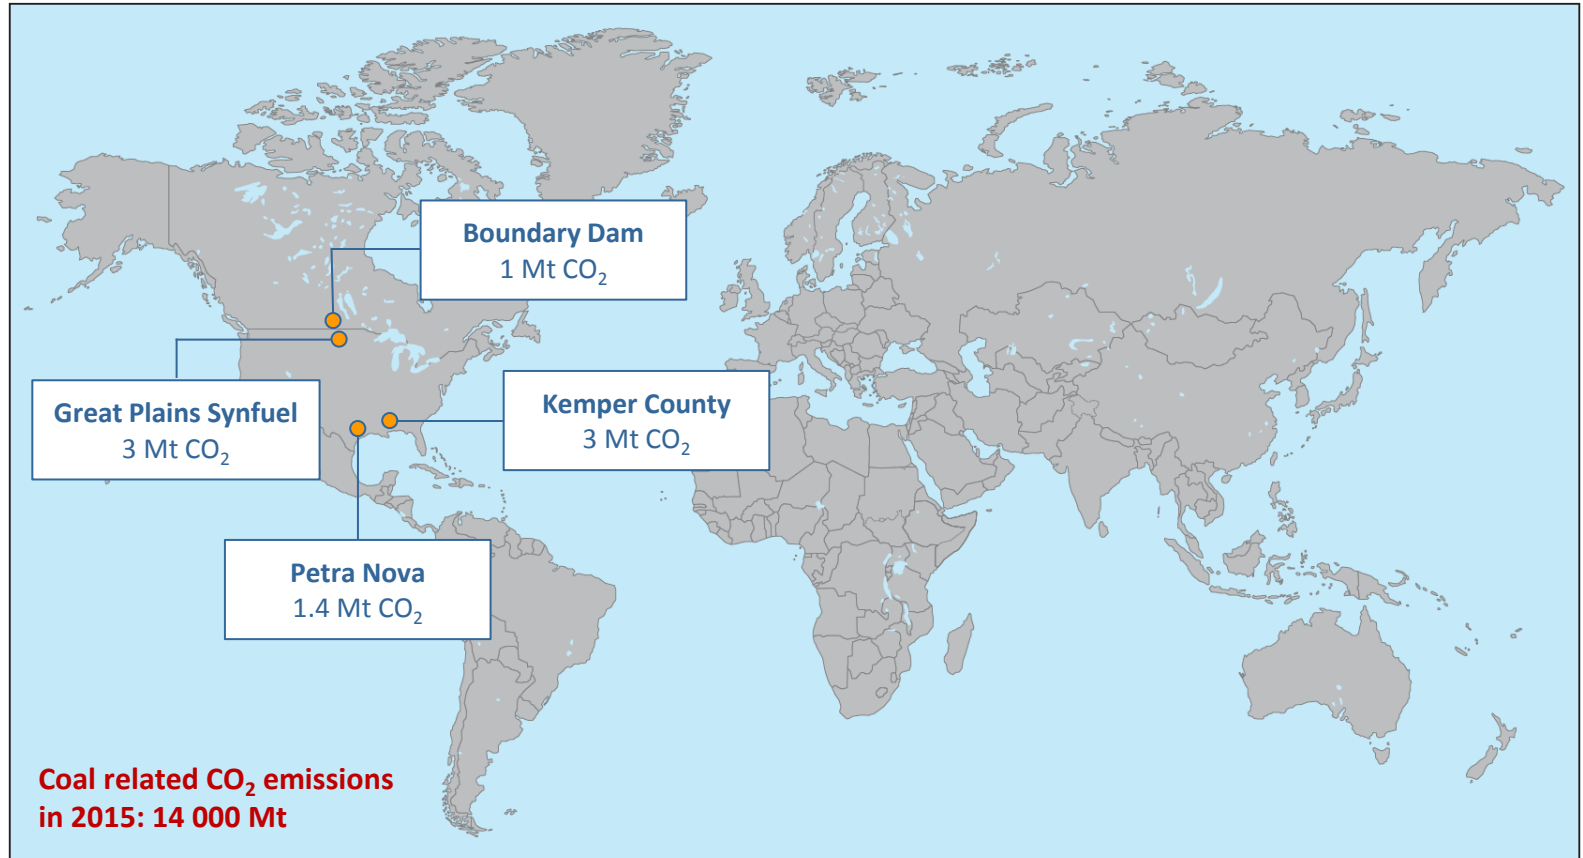 Boundary Dam
1 Mt CO₂
Great Plains Synfuel
3 Mt CO₂
Kemper County
3 Mt CO₂
Petra Nova
1.4 Mt CO₂
Coal related CO₂ emissions
in 2015: 14 000 Mt